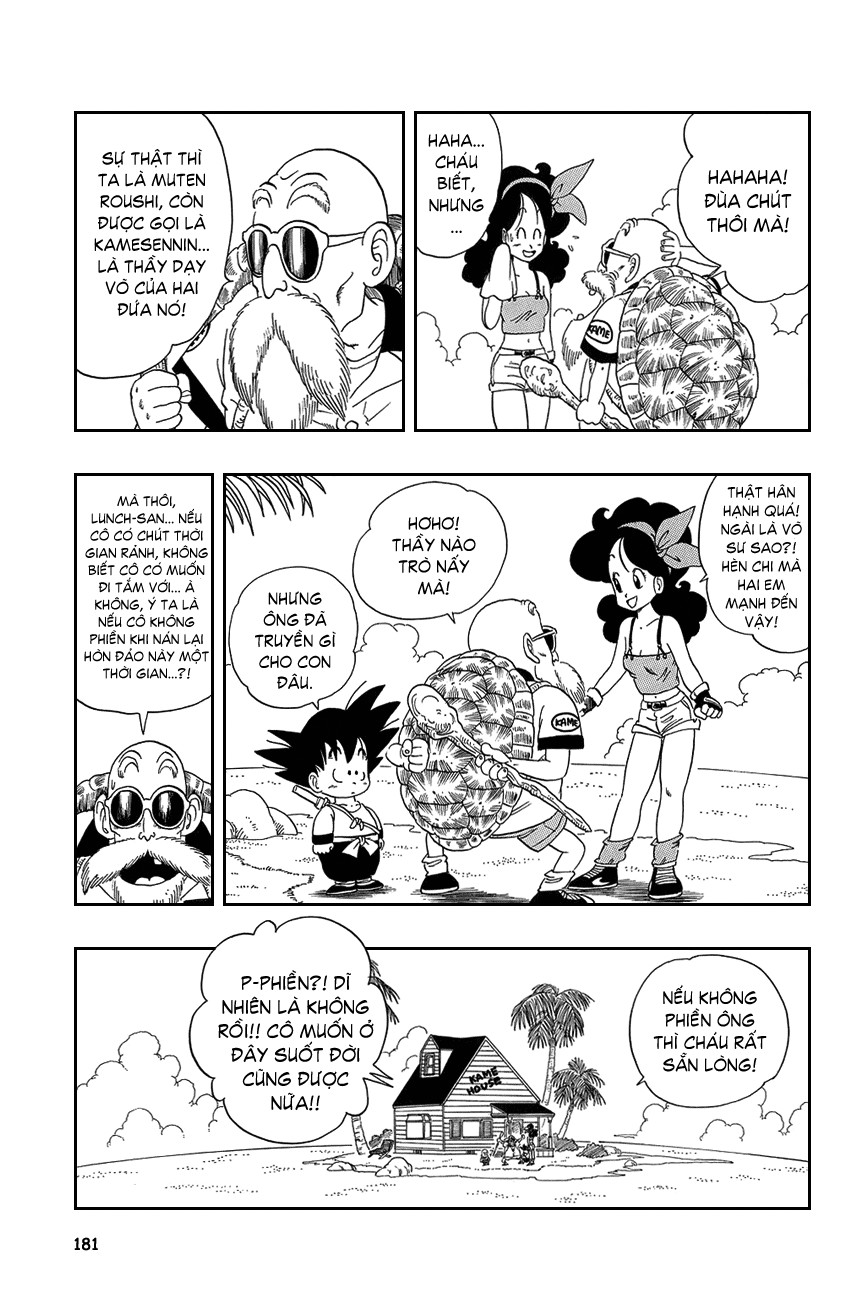 HAHAHA!
ĐÙA CHÚT
THÔI MÀ!
HAHA...
CHÁU
BIẾT,
NHƯNG
...
KAME
SỰ THẬT THÌ
TA LÀ MUTEN
ROUSHI, CÒN
ĐƯỢC GỌI LÀ
KAMESENNIN...
LÀ THẦY DẠY
VÕ CỦA HAI
ĐỨA NÓ!
THẬT HÂN
HẠNH QUÁ!
NGÀI LÀ VÕ
SƯ SAO?!
HÈN CHI MÀ
HAI EM
MẠNH ĐẾN
VẬY!
HOHO!
THẦY NÀO
TRÒ NẤY
MÀ!
NHƯNG
ÔNG ĐÃ
TRUYỀN GÌ
CHO CON
ĐÂU.
KAME
MÀ THÔI,
LUNCH-SAN... NẾU
CÔ CÓ CHÚT THỜI
GIAN RẢNH, KHÔNG
BIẾT CÔ CÓ MUỐN
ĐI TẮM VỚI... À
KHÔNG, Ý TA LÀ
NẾU CÔ KHÔNG
PHIỀN KHI NÁN LẠI
HÒN ĐẢO NÀY MỘT
THỜI GIAN...?!
NẾU KHÔNG
PHIỀN ÔNG
THÌ CHÁU RẤT
SẲN LÒNG!
P-PHIỀN?! DĨ
NHIÊN LÀ KHÔNG
RỒI!! CÔ MUỐN Ở
ĐÂY SUỐT ĐỜI
CŨNG ĐƯỢC
NỮA!!
KAME
HOUSE
181